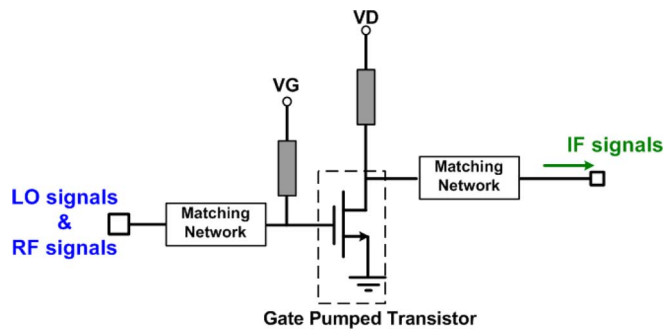 VD
VG
IF signals
Matching
Network
LO signals
&
RF signals
Matching
Network
Gate Pumped Transistor